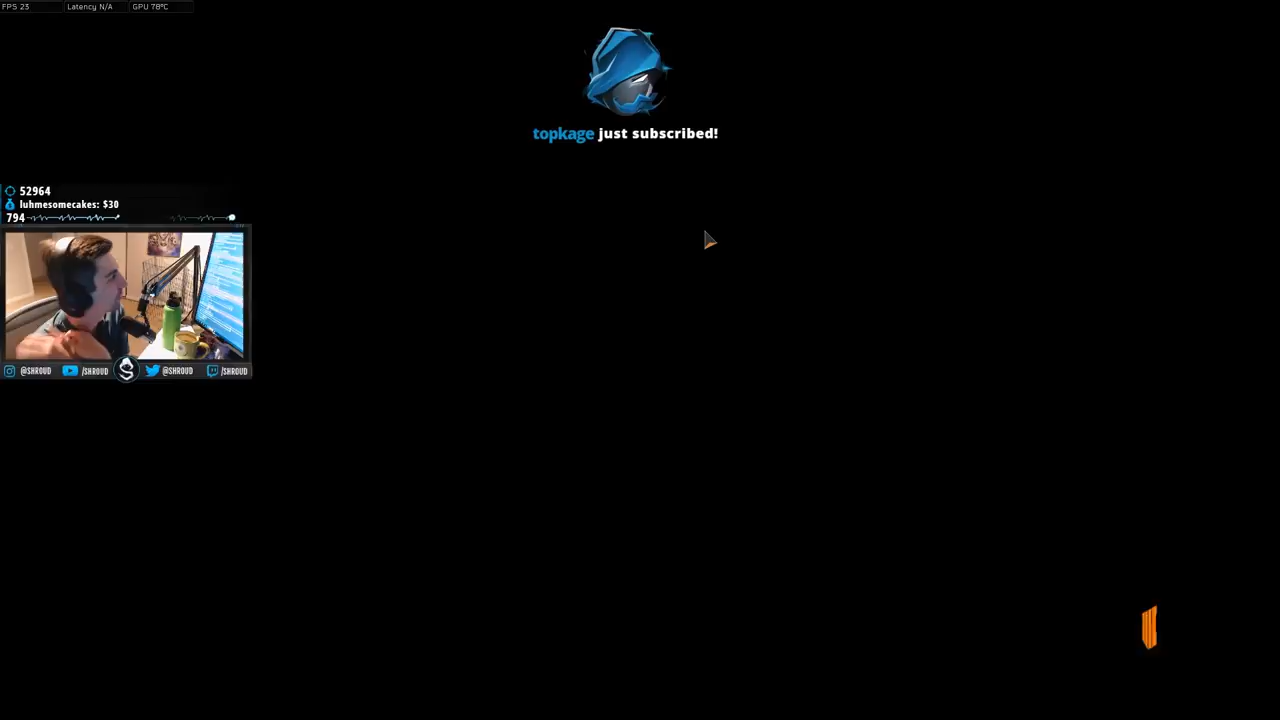 FPS 23 Latency N/A GPU 78°C
topkage just subscribed!
52964
luhmesomecakes: $30
794
@SHROUD /SHROUD @SHROUD /SHROUD